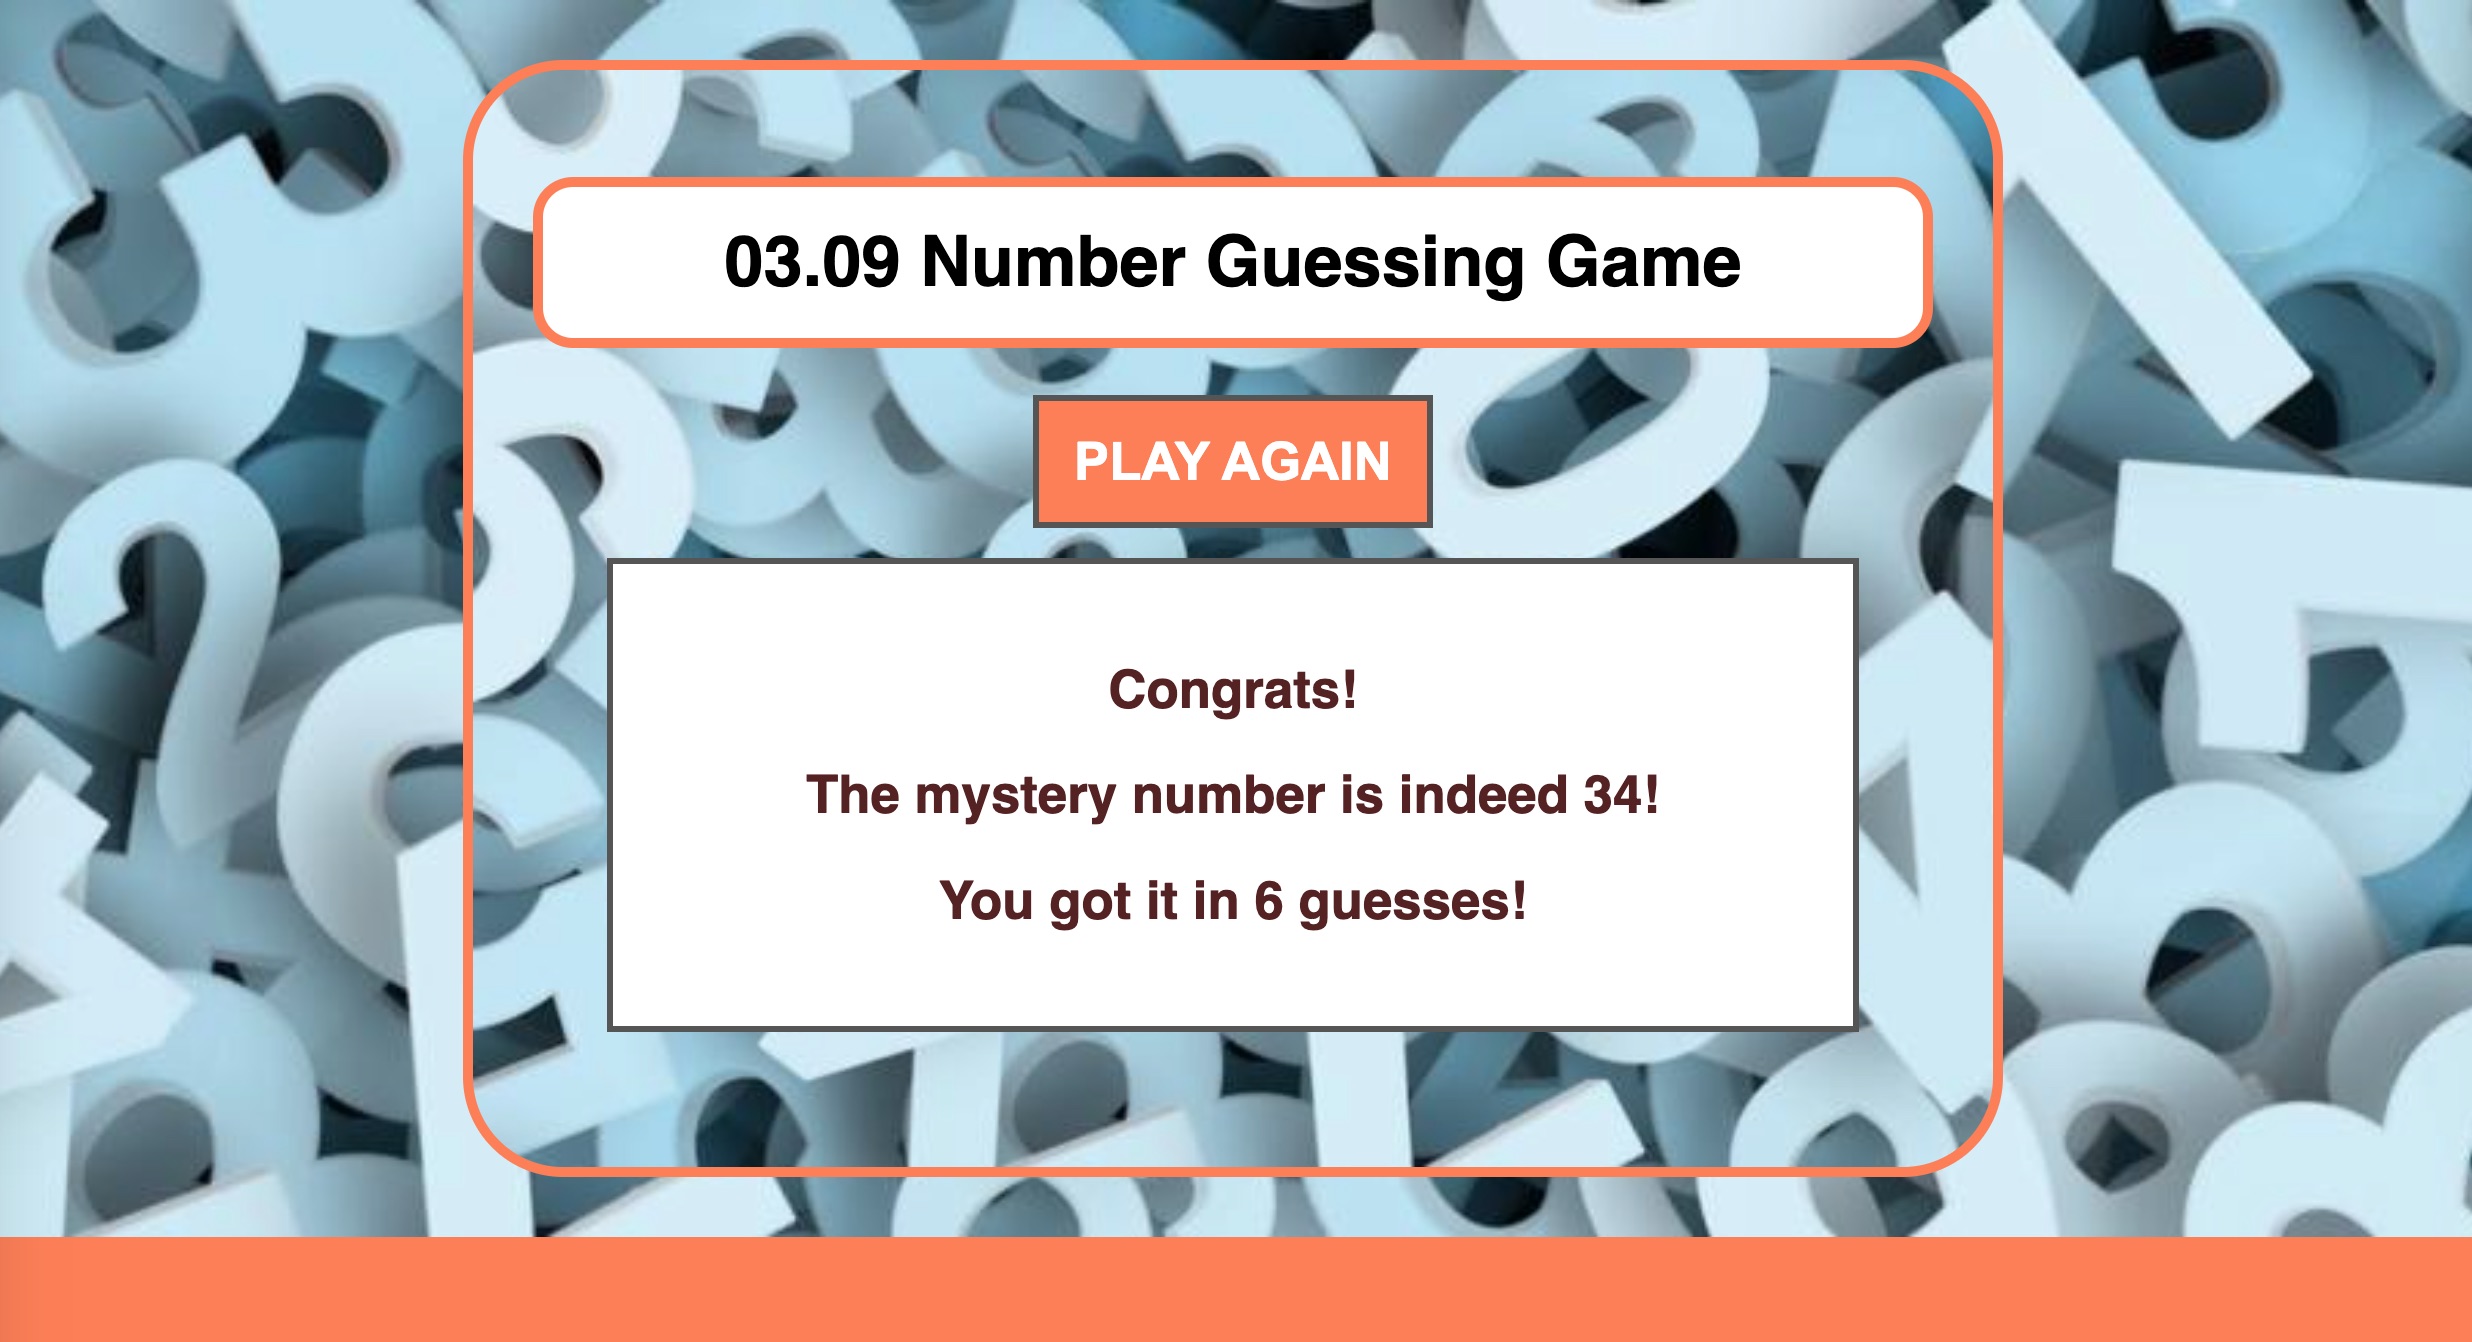 03.09 Number Guessing Game
PLAY AGAIN
Congrats!
The mystery number is indeed 34!
You got it in 6 guesses!